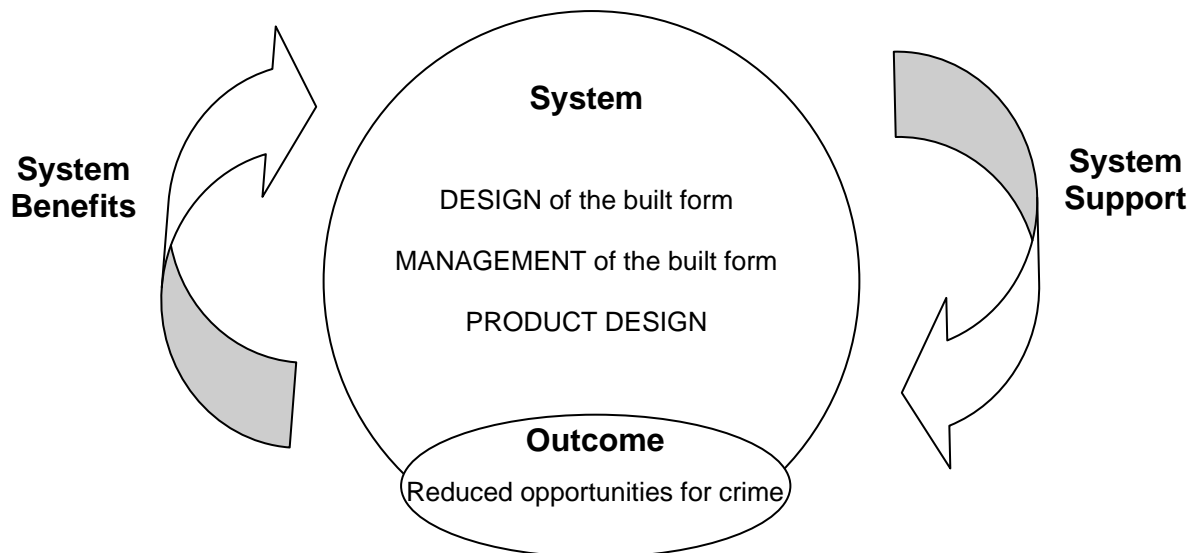 System
System
Benefits
DESIGN of the built form
MANAGEMENT of the built form
PRODUCT DESIGN
System
Support
Outcome
Reduced opportunities for crime